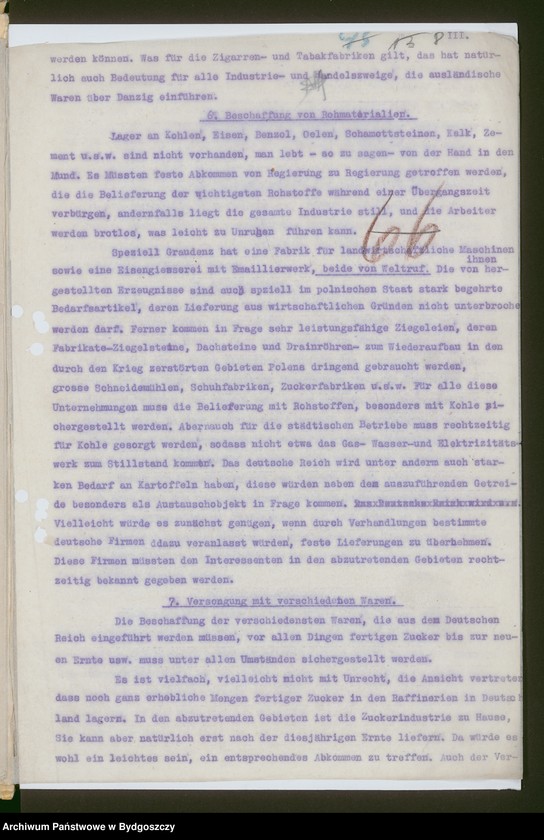 III.
werden können. Was für die Zigarren- und Tabakfabriken gilt, das hat natür-
lich auch Bedeutung für alle Industrie- und Handelszweige, die ausländische
Waren über Danzig einführen.
6. Beschaffung von Rohmaterialien.
Lager an Kohlen, Eisen, Benzol, Oelen, Schamottsteinen, Kalk, Ze-
ment u.s.w. sind nicht vorhanden, man lebt - so zu sagen- von der Hand in den
Mund. Es Müssten feste Abkommen von Regierung zu Regierung getroffen werden,
die die Belieferung der wichtigsten Rohstoffe während einer Übergangszeit
verbürgen, andernfalls liegt die gesamte Industrie still, und die Arbeiter
werden brotlos, was leicht zu Unruhen führen kann.
66
Speziell Graudenz hat eine Fabrik für landwirtschaftliche Maschinen
ihnen
sowie eine Eisengiesserei mit Emaillierwerk, beide von Weltruf. Die von her-
gestellten Erzeugnisse sind auch spziell im polnischen Staat stark begehrte
Bedarfsartikel, deren Lieferung aus wirtschaftlichen Gründen nicht unterbroche
werden darf. Ferner kommen in Frage sehr leistungsfähige Ziegeleien, deren
Fabrikate-Ziegelsteine, Dachsteine und Drainröhren- zum Wiederaufbau in den
durch den Krieg zerstörten Gebieten Polens dringend gebraucht werden,
grosse Schneidemühlen, Schuhfabriken, Zuckerfabriken u.s.w. Für alle diese
Unternehmungen muss die Belieferung mit Rohstoffen, besonders mit Kohle si-
chergestellt werden. Aberauch für die städtischen Betriebe muss rechtzeitig
für Kohle gesorgt werden, sodass nicht etwa das Gas- Wasser-und Elektrizitäts-
werk zum Stillstand kommen. Das deutsche Reich wird unter anderm auch star-
ken Bedarf an Kartoffeln haben, diese würden neben dem auszuführenden Getrei-
de besonders als Austauschobjekt in Frage kommen.
Vielleicht würde es zunächst genügen, wenn durch Verhandlungen bestimmte
deutsche Firmen ddazu veranlasst würden, feste Lieferungen zu übernehmen.
Diese Firmen müssten den Interessenten in den abzutretenden Gebieten recht-
zeitig bekannt gegeben werden.
7. Versorgung mit verschiedenen Waren.
Die Beschaffung der verschiedensten Waren, die aus dem Deutschen
Reich eingeführt werden müssen, vor allen Dingen fertigen Zucker bis zur neu-
en Ernte usw. muss unter allen Umständen sichergestellt werden.
Es ist vielfach, vielleicht nicht mit Unrecht, die Ansicht vertreten
dass noch ganz erhebliche Mengen fertiger Zucker in den Raffinerien in Deutsch
land lagern. In den abzutretenden Gebieten ist die Zuckerindustrie zu Hause,
Sie kann aber natürlich erst nach der diesjährigen Ernte liefern. Da würde es
wohl ein leichtes sein, ein entsprechendes Abkommen zu treffen. Auch der Ver-
Archiwum Państwowe w Bydgoszczy